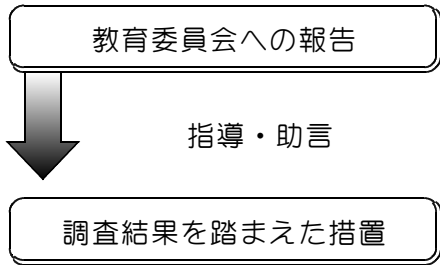 教育委員会への報告
指導・助言
調査結果を踏まえた措置